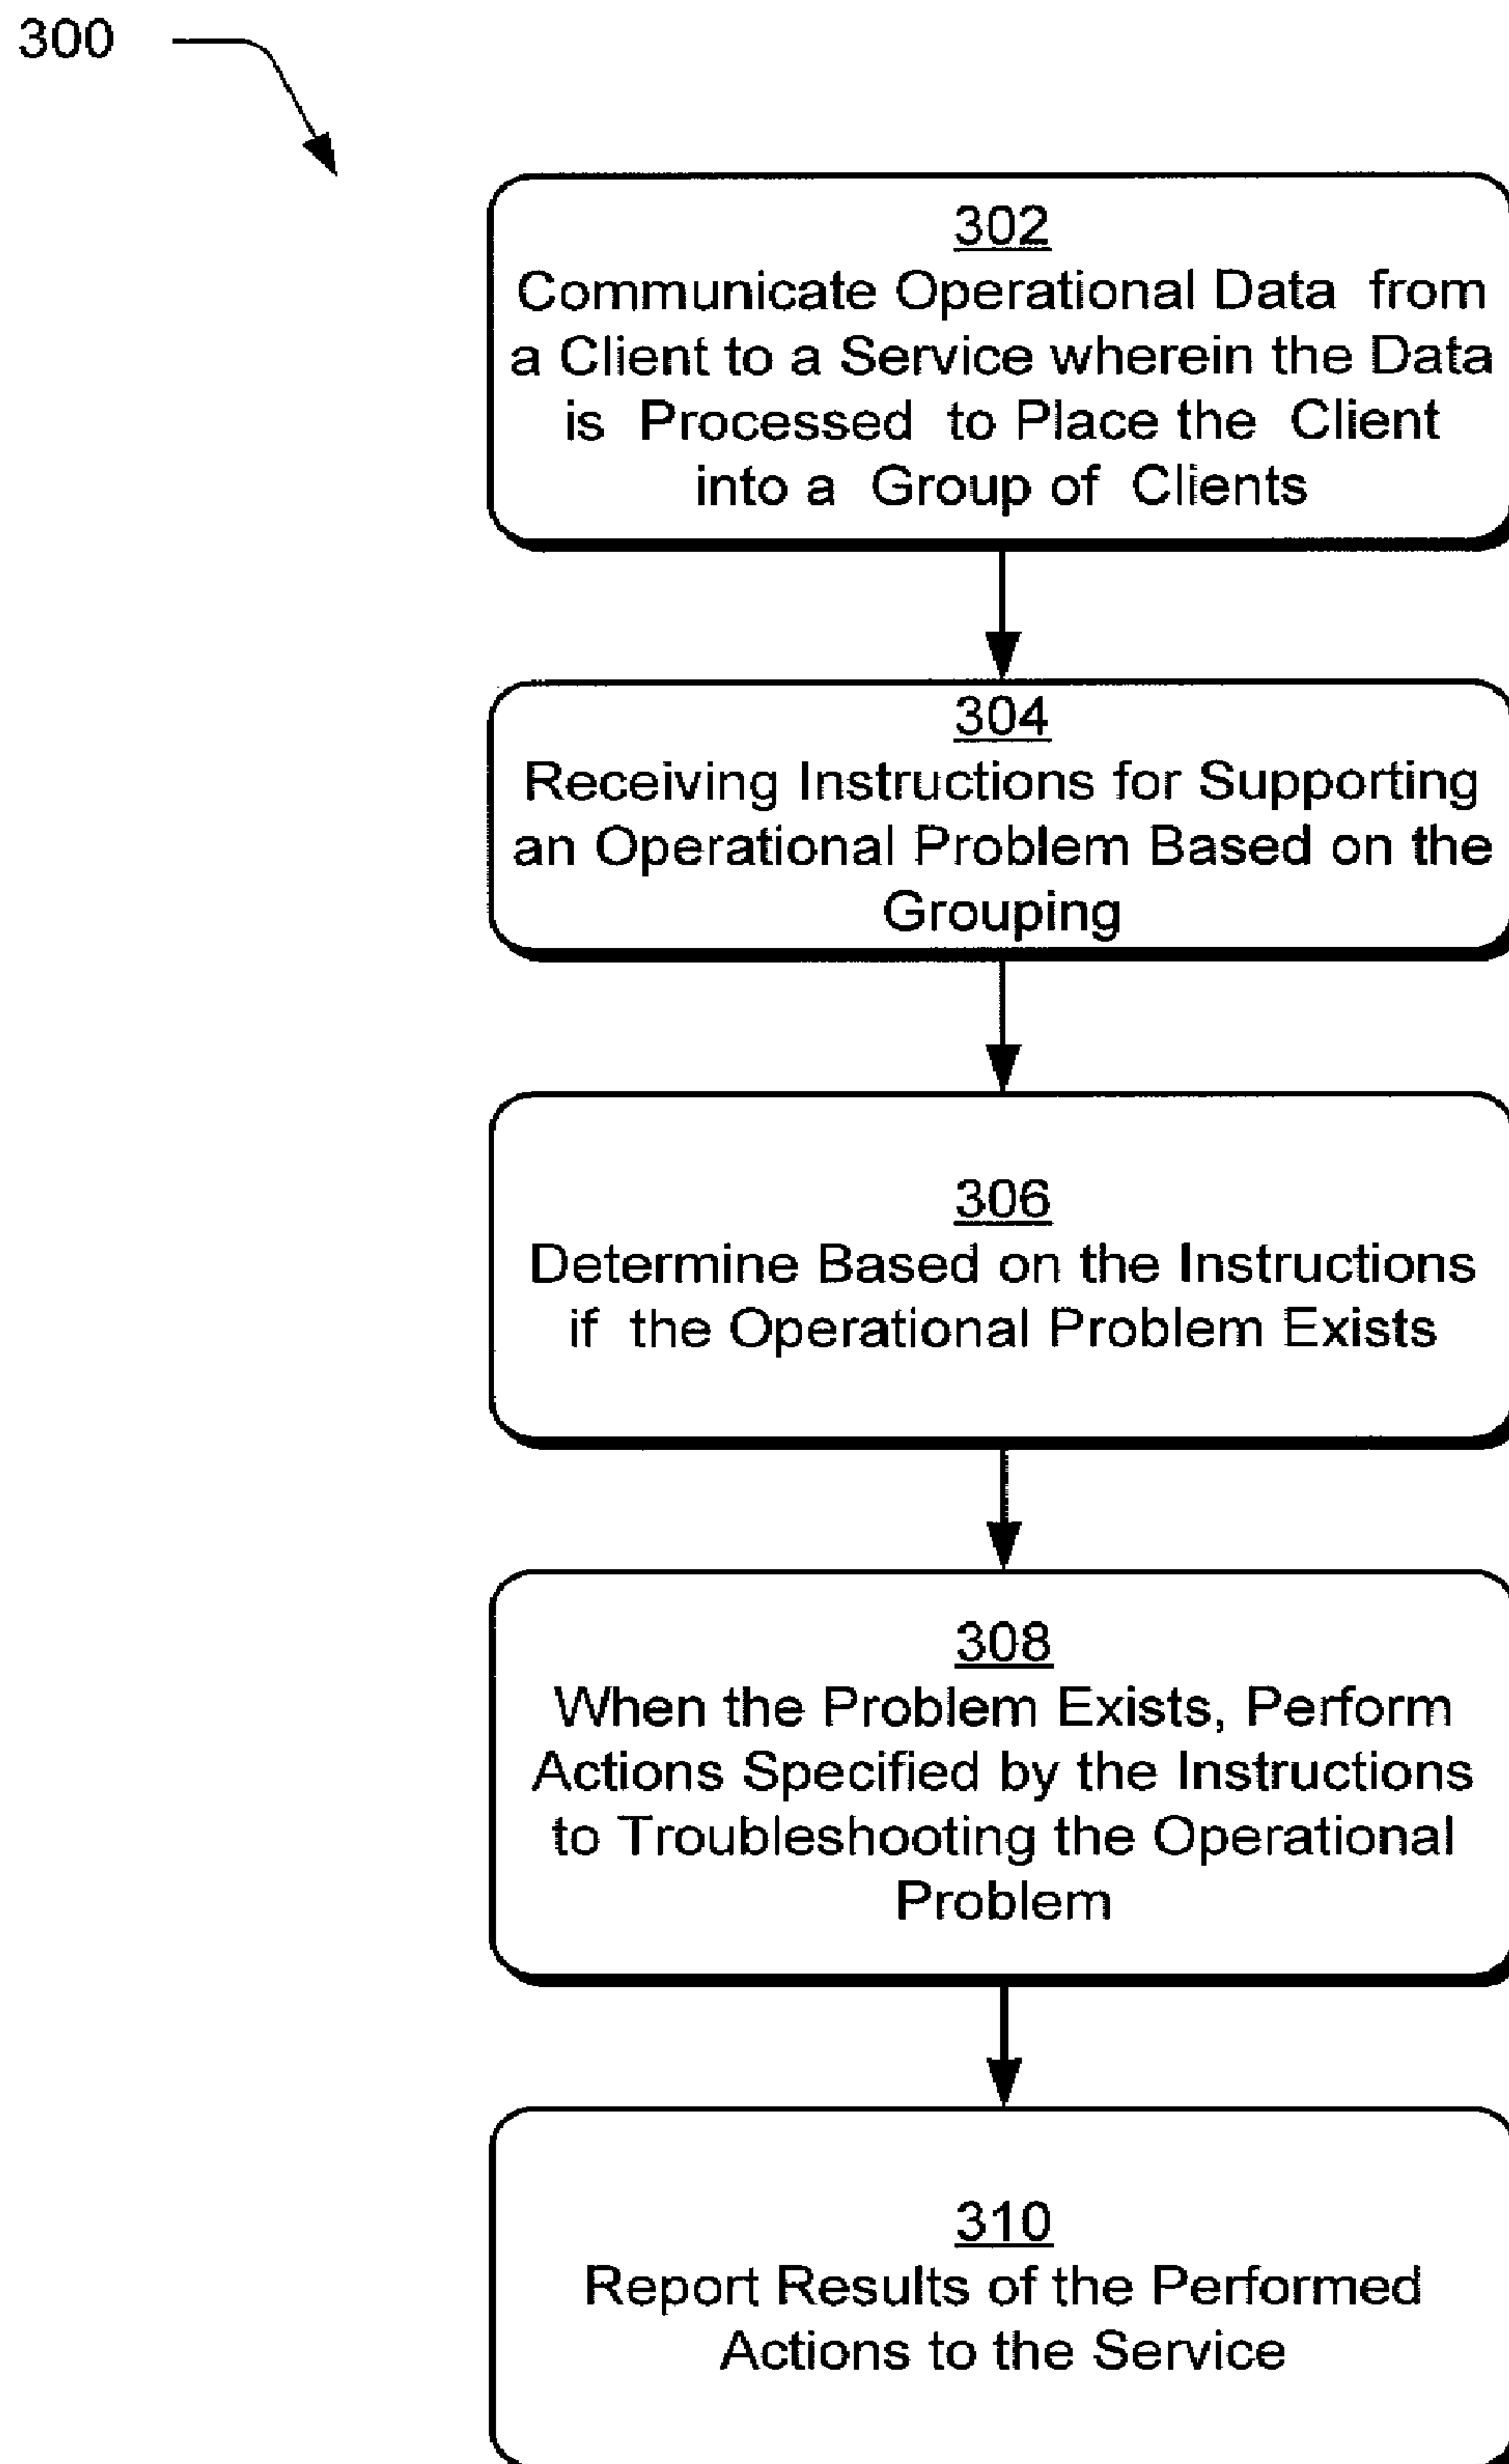 300
302
Communicate Operational Data from
a Client to a Service wherein the Data
is Processed to Place the Client
into a Group of Clients
304
Receiving Instructions for Supporting
an Operational Problem Based on the
Grouping
306
Determine Based on the Instructions
if the Operational Problem Exists
308
When the Problem Exists, Perform
Actions Specified by the Instructions
to Troubleshooting the Operational
Problem
310
Report Results of the Performed
Actions to the Service